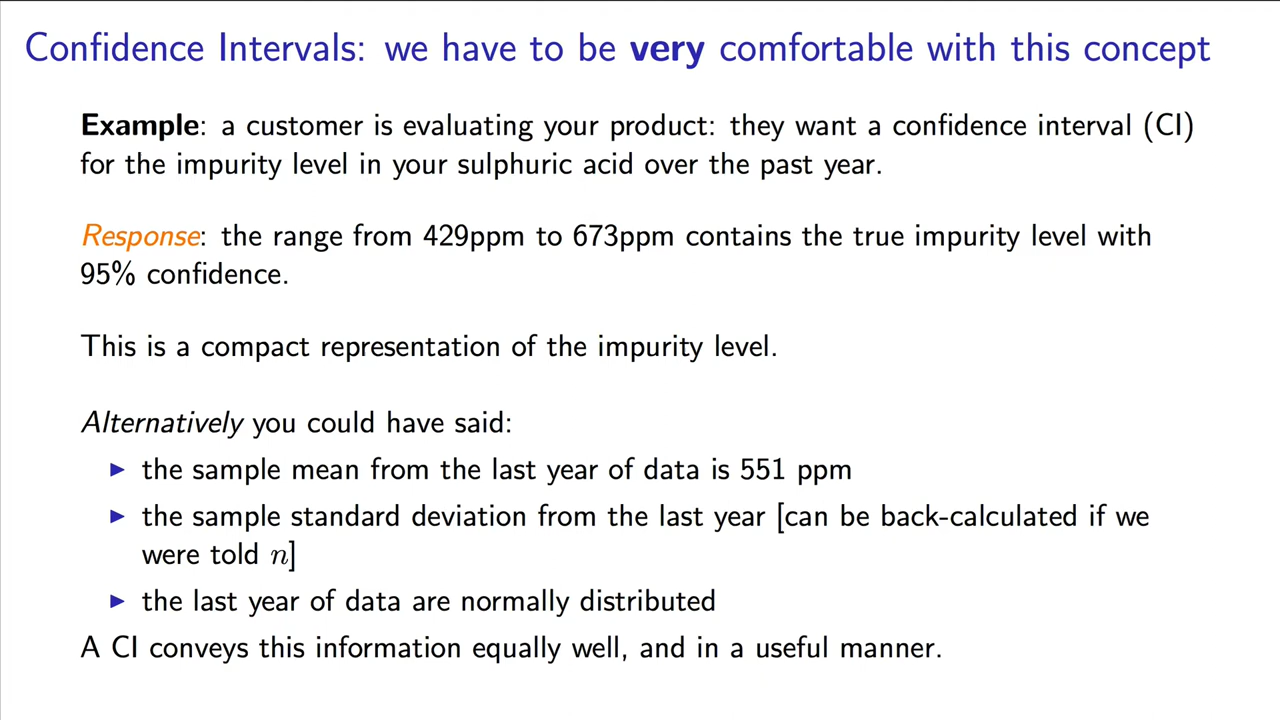 Confidence Intervals: we have to be very comfortable with this concept
Example: a customer is evaluating your product: they want a confidence interval (CI)
for the impurity level in your sulphuric acid over the past year.
Response: the range from 429ppm to 673ppm contains the true impurity level with
95% confidence.
This is a compact representation of the impurity level.
Alternatively you could have said:
▶ the sample mean from the last year of data is 551 ppm
▶ the sample standard deviation from the last year [can be back-calculated if we
were told n]
▶ the last year of data are normally distributed
A CI conveys this information equally well, and in a useful manner.